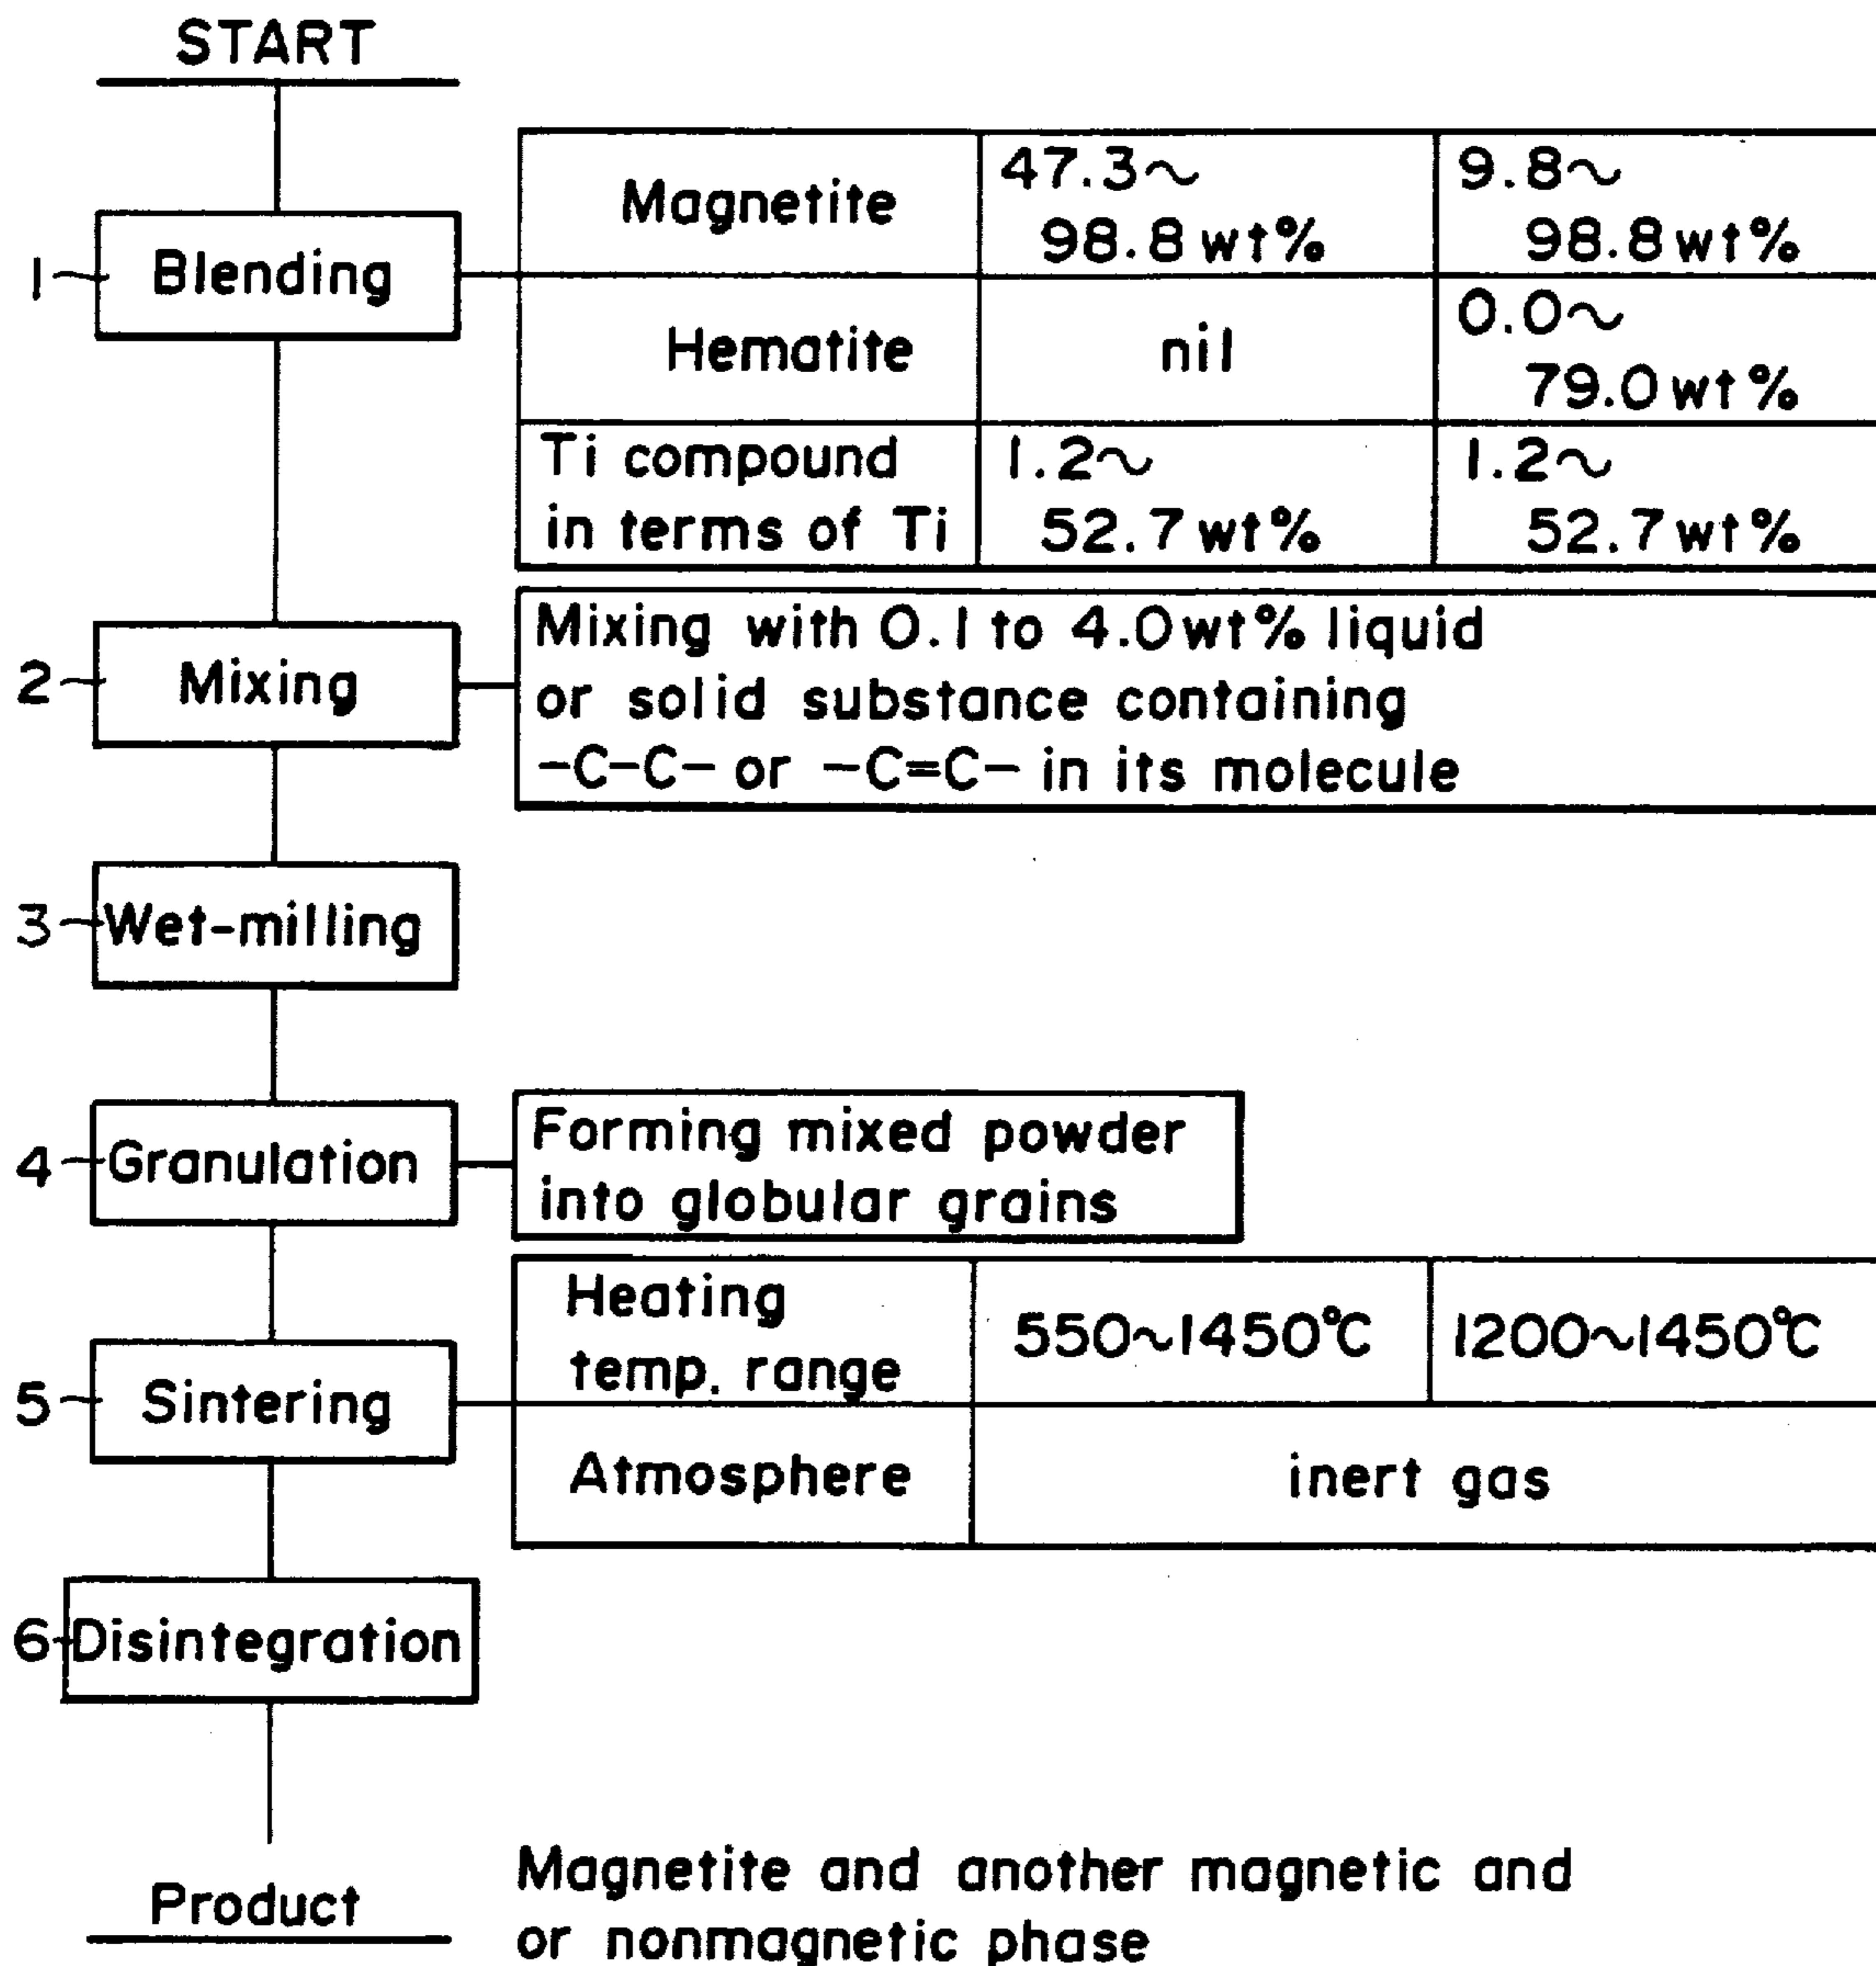 START
1
Blending
Magnetite
47.3~
98.8 wt%
9.8~
98.8 wt%
Hematite
nil
0.0~
79.0 wt%
Ti compound
in terms of Ti
1.2~
52.7 wt%
1.2~
52.7 wt%
2
Mixing
Mixing with 0.1 to 4.0 wt% liquid
or solid substance containing
-C-C- or -C=C- in its molecule
3
Wet-milling
4
Granulation
Forming mixed powder
into globular grains
5
Sintering
Heating
temp. range
550~1450°C
1200~1450°C
Atmosphere
inert gas
6
Disintegration
Product
Magnetite and another magnetic and
or nonmagnetic phase